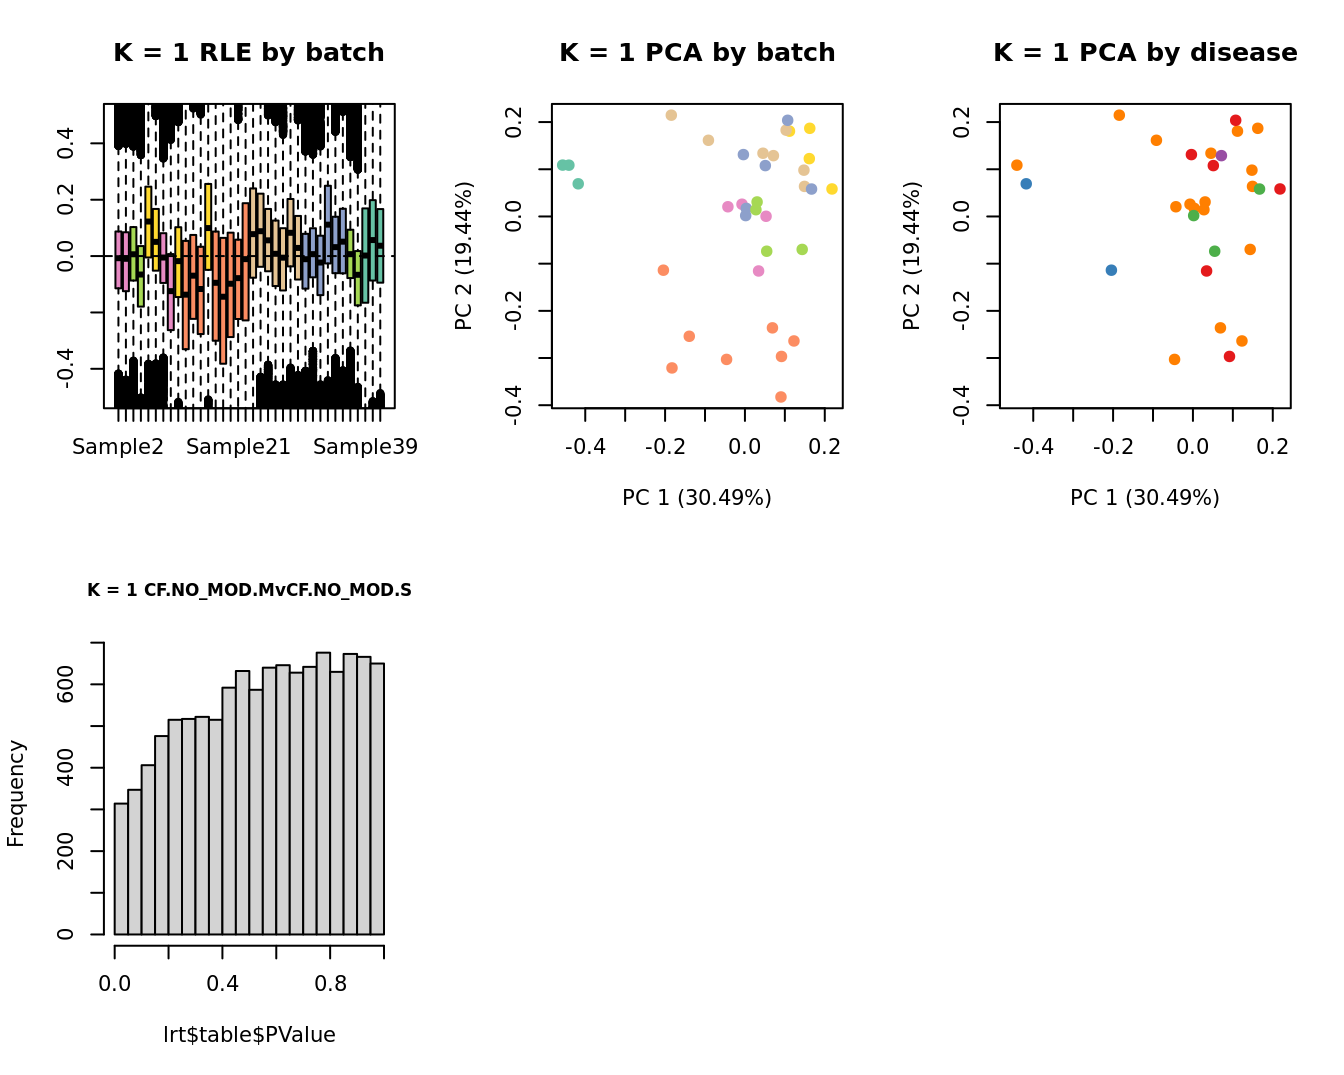 K = 1 RLE by batch
0.4
0.2
0.0
-0.4
Sample2 Sample21 Sample39
K = 1 PCA by batch
PC 2 (19.44%)
0.2
0.0
-0.2
-0.4
-0.4 -0.2 0.0 0.2
PC 1 (30.49%)
K = 1 PCA by disease
PC 2 (19.44%)
0.2
0.0
-0.2
-0.4
-0.4 -0.2 0.0 0.2
PC 1 (30.49%)
K = 1 CF.NO_MOD.MvCF.NO_MOD.S
Frequency
600
400
200
0
0.0 0.4 0.8
lrt$table$PValue